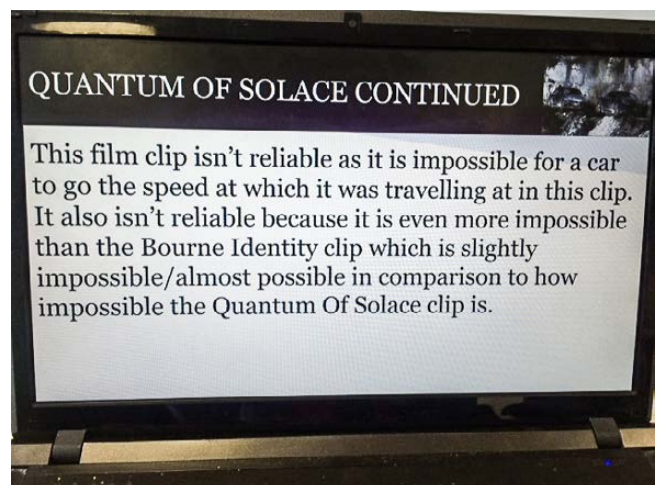 QUANTUM OF SOLACE CONTINUED
This film clip isn't reliable as it is impossible for a car
to go the speed at which it was travelling at in this clip.
It also isn't reliable because it is even more impossible
than the Bourne Identity clip which is slightly
impossible/almost possible in comparison to how
impossible the Quantum Of Solace clip is.